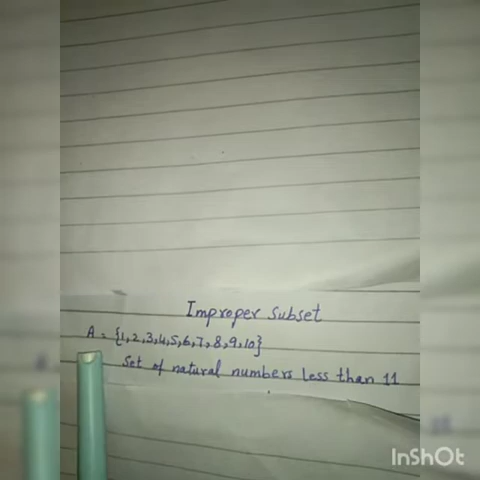 Improper Subset
A = {1,2,3,4,5,6,7,8,9,10}
Set of natural numbers less than 11
InShOt